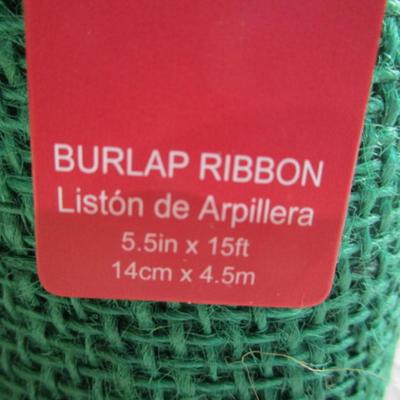 BURLAP RIBBON
Listón de Arpillera
5.5in x 15ft
14cm x 4.5m